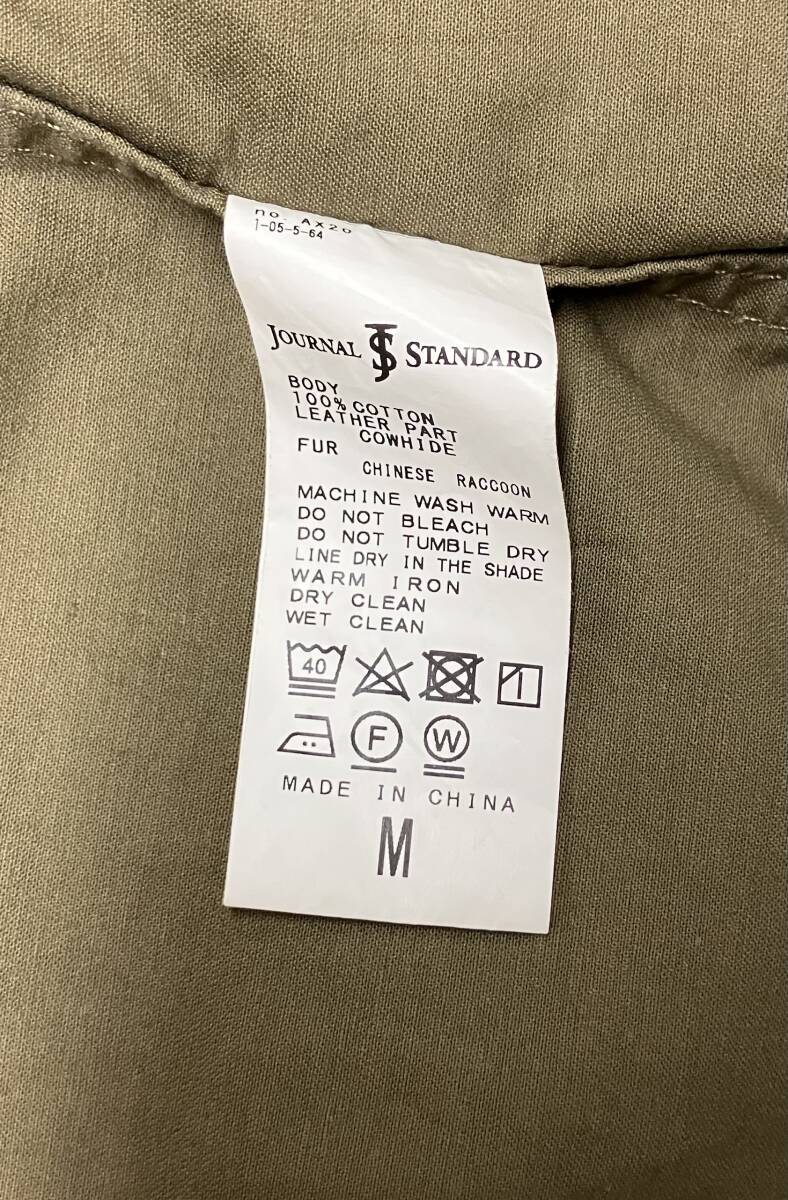 no. AX20
1-05-5-64
JOURNAL JS STANDARD
BODY
100% COTTON
LEATHER PART
COWHIDE
FUR
CHINESE RACCOON
MACHINE WASH WARM
DO NOT BLEACH
DO NOT TUMBLE DRY
LINE DRY IN THE SHADE
WARM IRON
DRY CLEAN
WET CLEAN
40
F W
MADE IN CHINA
M